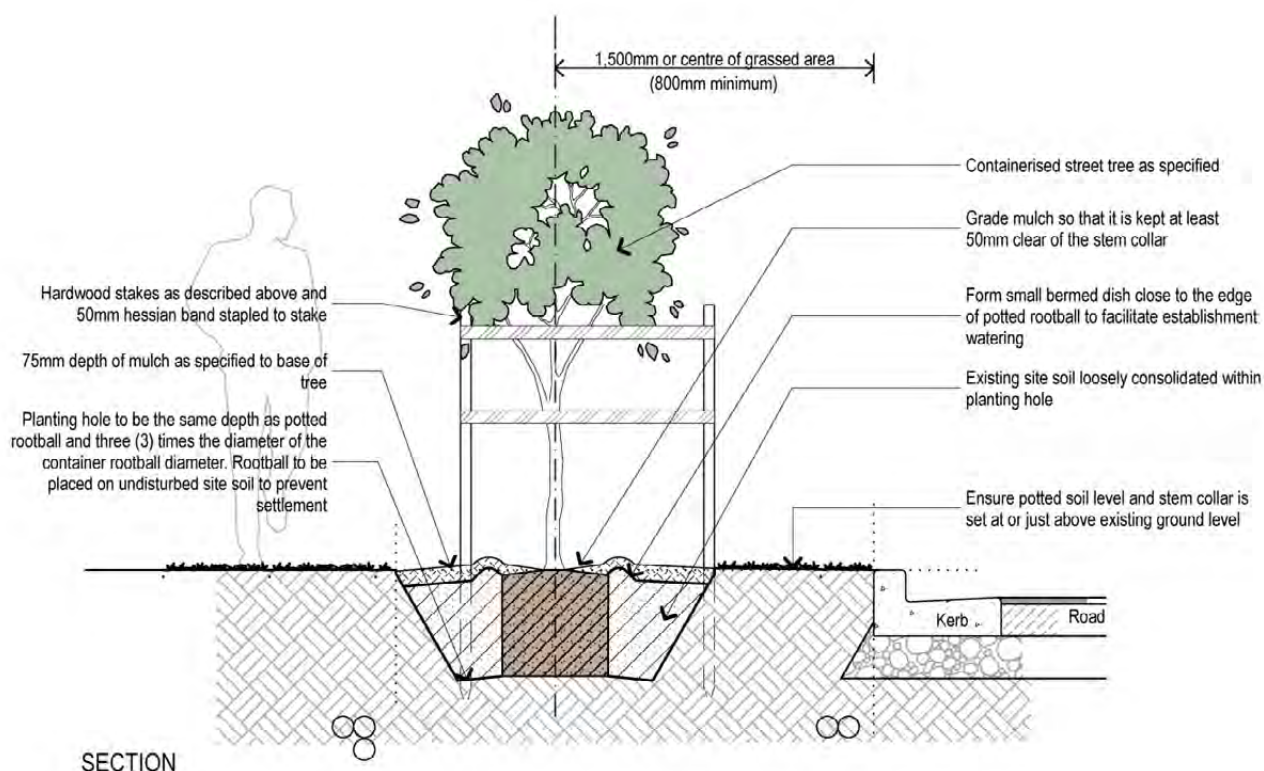 1,500mm or centre of grassed area
(800mm minimum)
Containerised street tree as specified
Grade mulch so that it is kept at least
50mm clear of the stem collar
Hardwood stakes as described above and
50mm hessian band stapled to stake
Form small bermed dish close to the edge
of potted rootball to facilitate establishment
watering
75mm depth of mulch as specified to base of
tree
Existing site soil loosely consolidated within
planting hole
Planting hole to be the same depth as potted
rootball and three (3) times the diameter of the
container rootball diameter. Rootball to be
placed on undisturbed site soil to prevent
settlement
Ensure potted soil level and stem collar is
set at or just above existing ground level
Kerb
Road
SECTION